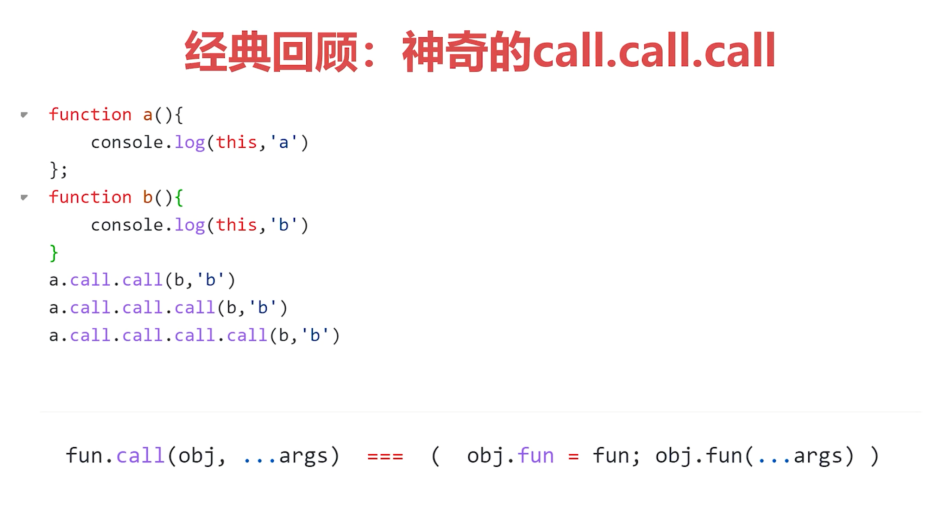 经典回顾：神奇的call.call.call
function a(){
    console.log(this,'a')
};
function b(){
    console.log(this,'b')
}
a.call.call(b,'b')
a.call.call.call(b,'b')
a.call.call.call.call(b,'b')
fun.call(obj, ...args)  ===  (  obj.fun = fun; obj.fun(...args) )